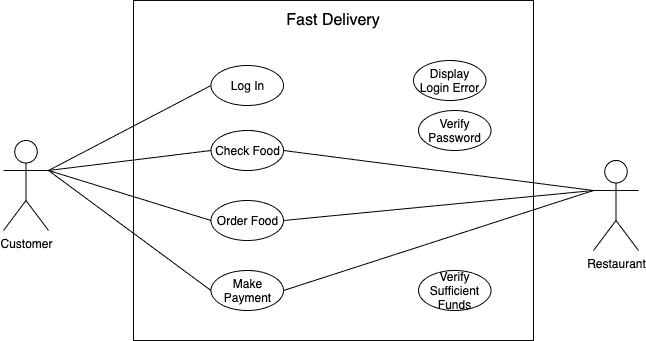 Fast Delivery
Log In
Display
Login Error
Verify
Password
Check Food
Order Food
Customer
Restaurant
Make
Payment
Verify
Sufficient
Funds